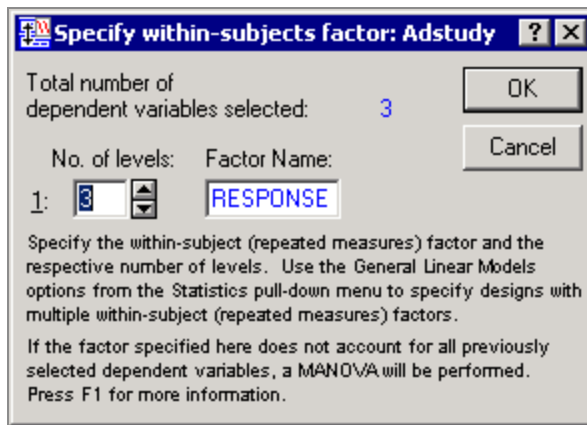 Specify within-subjects factor: Adstudy
Total number of
dependent variables selected: 3
OK
Cancel
No. of levels: Factor Name:
1: 3 RESPONSE
Specify the within-subject (repeated measures) factor and the
respective number of levels. Use the General Linear Models
options from the Statistics pull-down menu to specify designs with
multiple within-subject (repeated measures) factors.
If the factor specified here does not account for all previously
selected dependent variables, a MANOVA will be performed.
Press F1 for more information.